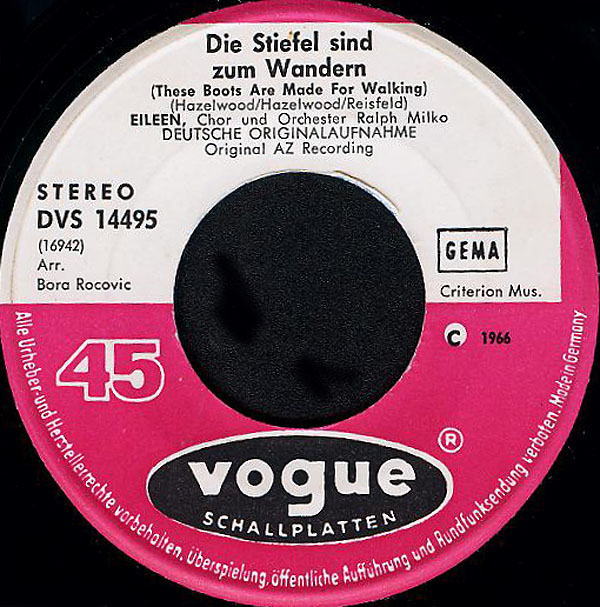 Die Stiefel sind
zum Wandern
(These Boots Are Made For Walking)
(Hazelwood/Hazelwood/Reisfeld)
EILEEN, Chor und Orchester Ralph Milko
DEUTSCHE ORIGINALAUFNAHME
Original AZ Recording
STEREO
DVS 14495
(16942)
Arr.
Bora Rocovic
GEMA
Criterion Mus.
45
C 1966
vogue ®
SCHALLPLATTEN
Alle Urheber- und Herstellerrechte vorbehalten. Überspielung, öffentliche Aufführung und Rundfunksendung verboten. Made in Germany